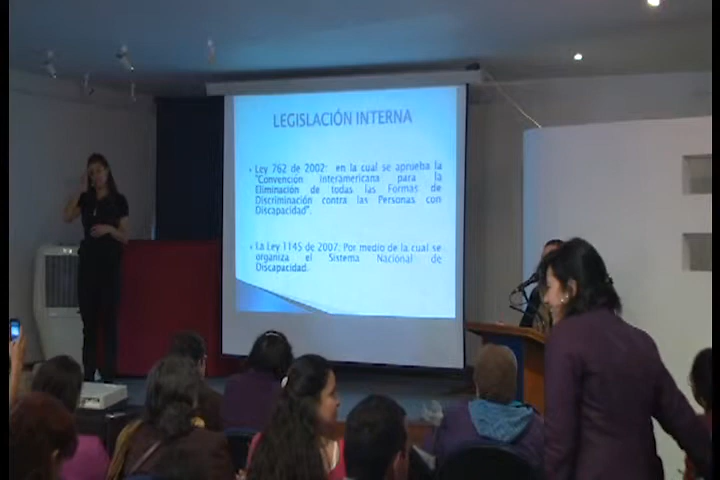 LEGISLACIÓN INTERNA
Ley 762 de 2002: en la cual se aprueba la
"Convención Interamericana para la
Eliminación de todas las Formas de
Discriminación contra las Personas con
Discapacidad".
La Ley 1145 de 2007: Por medio de la cual se
organiza el Sistema Nacional de
Discapacidad.